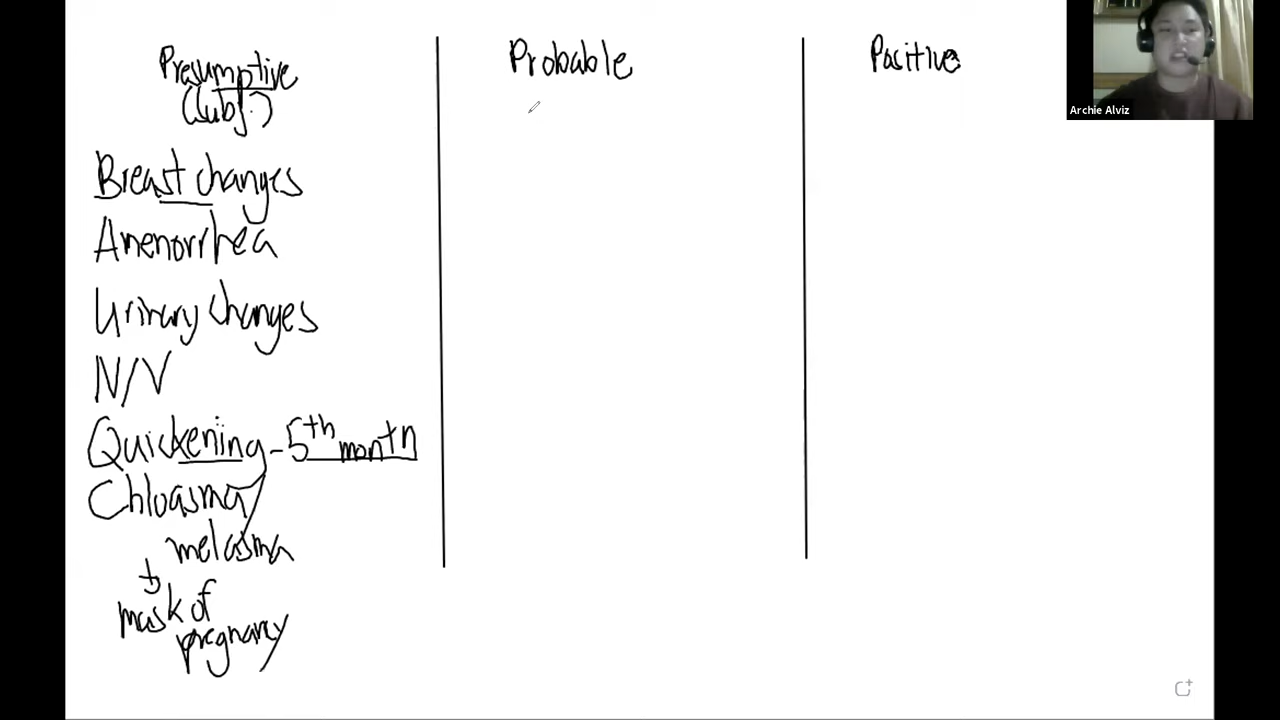 Presumptive
(Subj.)
Breast changes
Amenorrhea
Urinary changes
N/V
Quickening - 5th month
Chloasma/
melasma
mask of
pregnancy
Probable
Positive
Archie Alviz